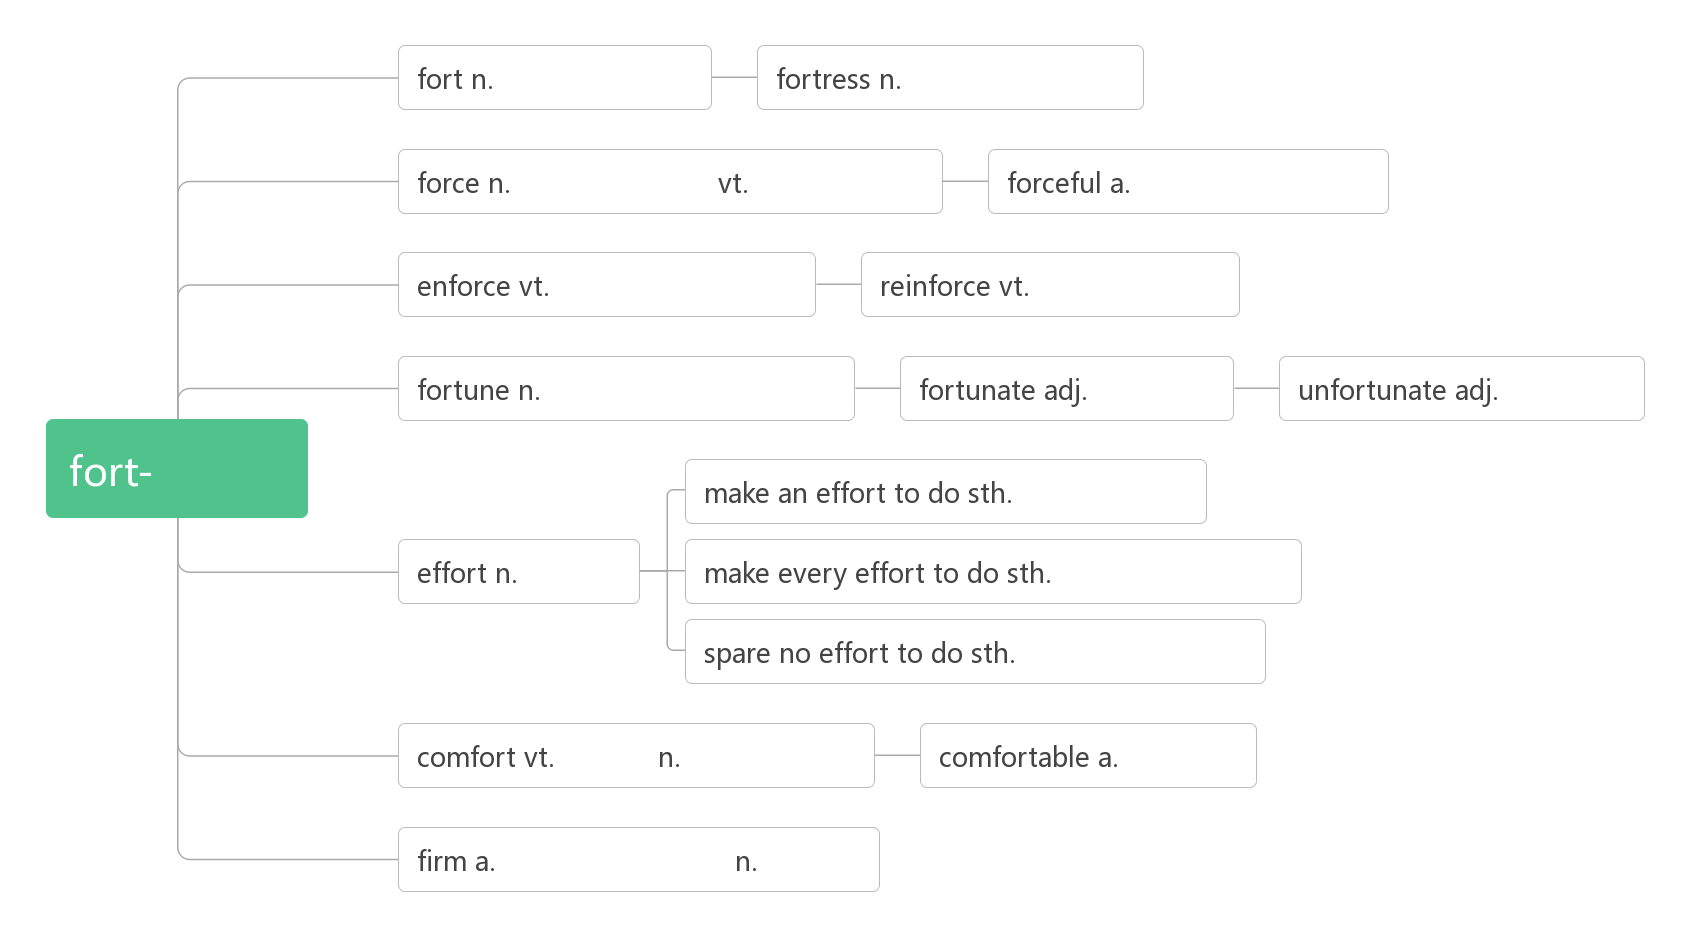 fort-
fort n.
fortress n.
force n. vt.
forceful a.
enforce vt.
reinforce vt.
fortune n.
fortunate adj.
unfortunate adj.
effort n.
make an effort to do sth.
make every effort to do sth.
spare no effort to do sth.
comfort vt. n.
comfortable a.
firm a. n.